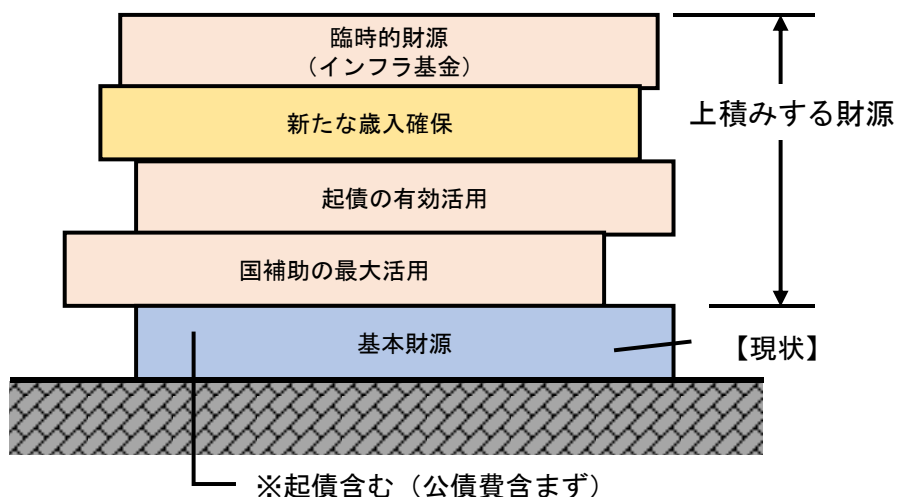 臨時的財源
（インフラ基金）
新たな歳入確保
上積みする財源
起債の有効活用
国補助の最大活用
基本財源
【現状】
※起債含む（公債費含まず）